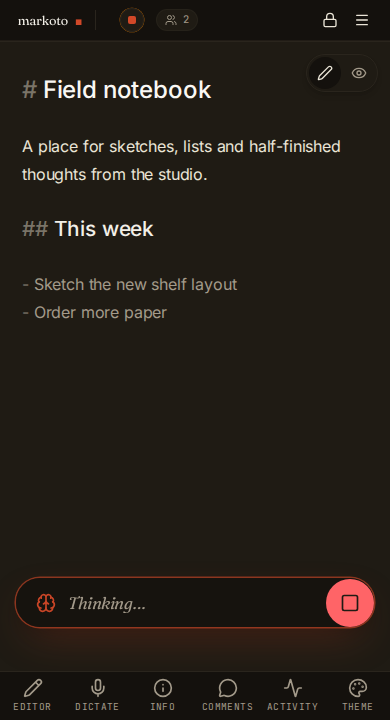 markoto
2
# Field notebook
A place for sketches, lists and half-finished
thoughts from the studio.
## This week
- Sketch the new shelf layout
- Order more paper
Thinking...
EDITOR DICTATE INFO COMMENTS ACTIVITY THEME